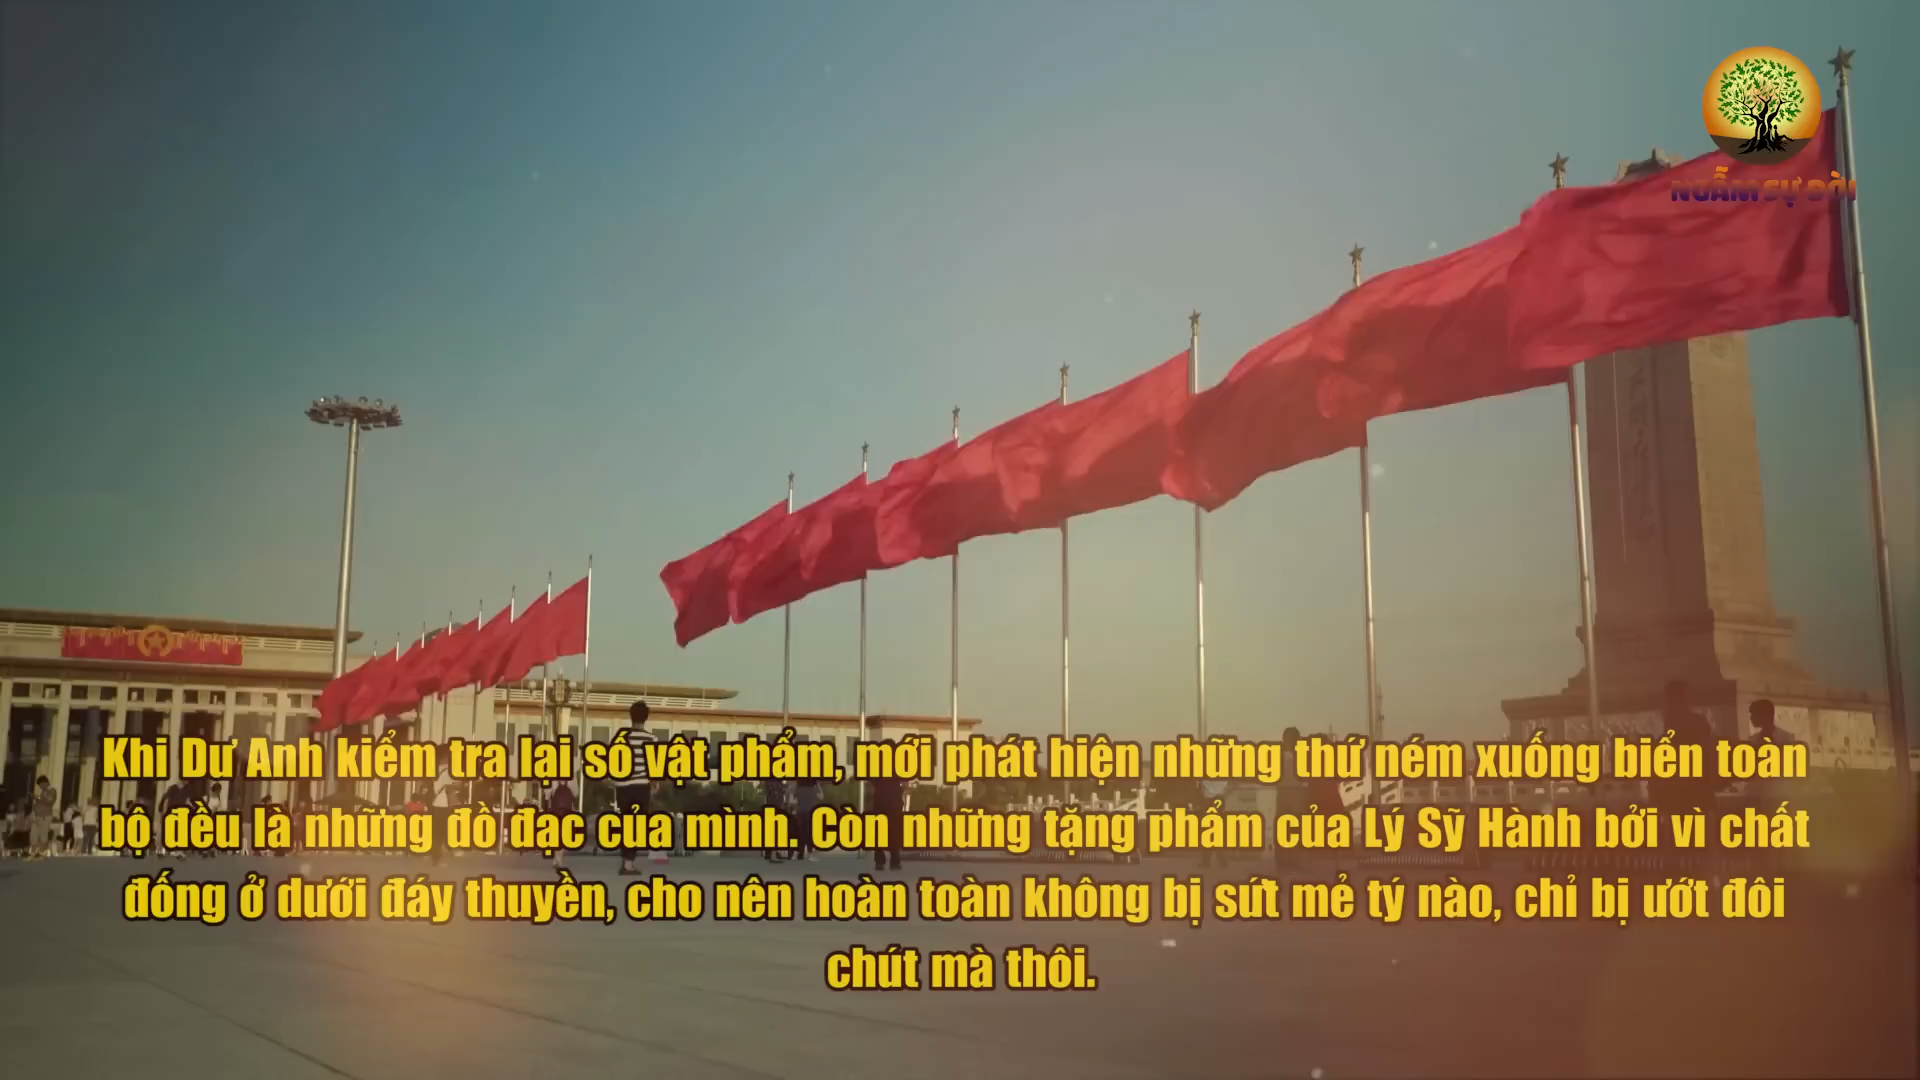 NGẪM SỰ ĐỜI
Khi Dư Anh kiểm tra lại số vật phẩm, mới phát hiện những thứ ném xuống biển toàn
bộ đều là những đồ đạc của mình. Còn những tặng phẩm của Lý Sỹ Hành bởi vì chất
đống ở dưới đáy thuyền, cho nên hoàn toàn không bị sứt mẻ tý nào, chỉ bị ướt đôi
chút mà thôi.